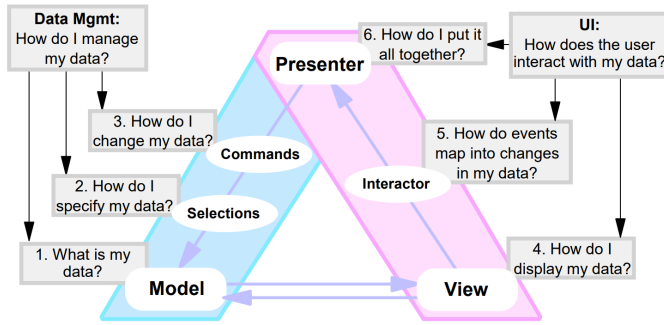 Data Mgmt:
How do I manage
my data?
6. How do I put it
all together?
UI:
How does the user
interact with my data?
Presenter
3. How do I
change my data?
Commands
5. How do events
map into changes
in my data?
2. How do I
specify my data?
Interactor
Selections
1. What is my
data?
4. How do I
display my data?
Model
View